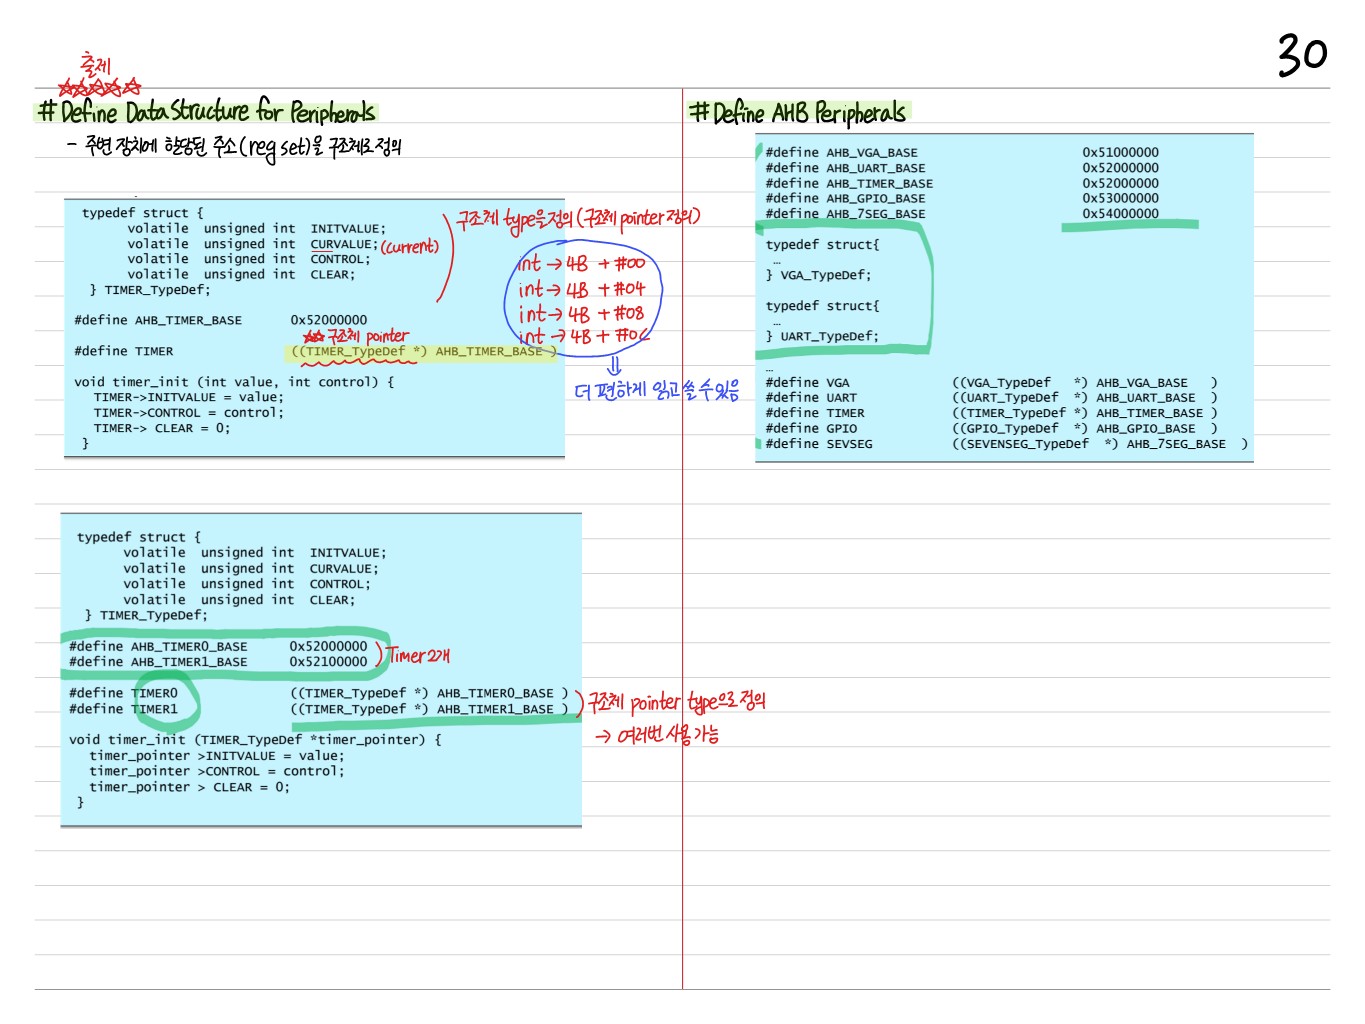 30
출제
☆☆☆☆☆
# Define Data Structure for Peripherals
- 주변 장치에 할당된 주소(reg set)을 구조체로 정의
typedef struct {
volatile unsigned int INITVALUE;
volatile unsigned int CURVALUE; (current)
volatile unsigned int CONTROL;
volatile unsigned int CLEAR;
} TIMER_TypeDef;
구조체 type을 정의 (구조체 pointer 정의)
int → 4B + #00
int → 4B + #04
int → 4B + #08
int → 4B + #0C
⇓
더 편하게 읽고 쓸 수 있음
#define AHB_TIMER_BASE 0x52000000
☆☆ 구조체 pointer
#define TIMER ((TIMER_TypeDef *) AHB_TIMER_BASE )
void timer_init (int value, int control) {
TIMER->INITVALUE = value;
TIMER->CONTROL = control;
TIMER-> CLEAR = 0;
}
typedef struct {
volatile unsigned int INITVALUE;
volatile unsigned int CURVALUE;
volatile unsigned int CONTROL;
volatile unsigned int CLEAR;
} TIMER_TypeDef;
#define AHB_TIMER0_BASE 0x52000000
#define AHB_TIMER1_BASE 0x52100000
Timer 2개
#define TIMER0 ((TIMER_TypeDef *) AHB_TIMER0_BASE )
#define TIMER1 ((TIMER_TypeDef *) AHB_TIMER1_BASE )
구조체 pointer type으로 정의
→ 여러번 사용 가능
void timer_init (TIMER_TypeDef *timer_pointer) {
timer_pointer >INITVALUE = value;
timer_pointer >CONTROL = control;
timer_pointer > CLEAR = 0;
}
# Define AHB Peripherals
#define AHB_VGA_BASE 0x51000000
#define AHB_UART_BASE 0x52000000
#define AHB_TIMER_BASE 0x52000000
#define AHB_GPIO_BASE 0x53000000
#define AHB_7SEG_BASE 0x54000000
typedef struct{
…
} VGA_TypeDef;
typedef struct{
…
} UART_TypeDef;
…
#define VGA ((VGA_TypeDef *) AHB_VGA_BASE )
#define UART ((UART_TypeDef *) AHB_UART_BASE )
#define TIMER ((TIMER_TypeDef *) AHB_TIMER_BASE )
#define GPIO ((GPIO_TypeDef *) AHB_GPIO_BASE )
#define SEVSEG ((SEVENSEG_TypeDef *) AHB_7SEG_BASE )